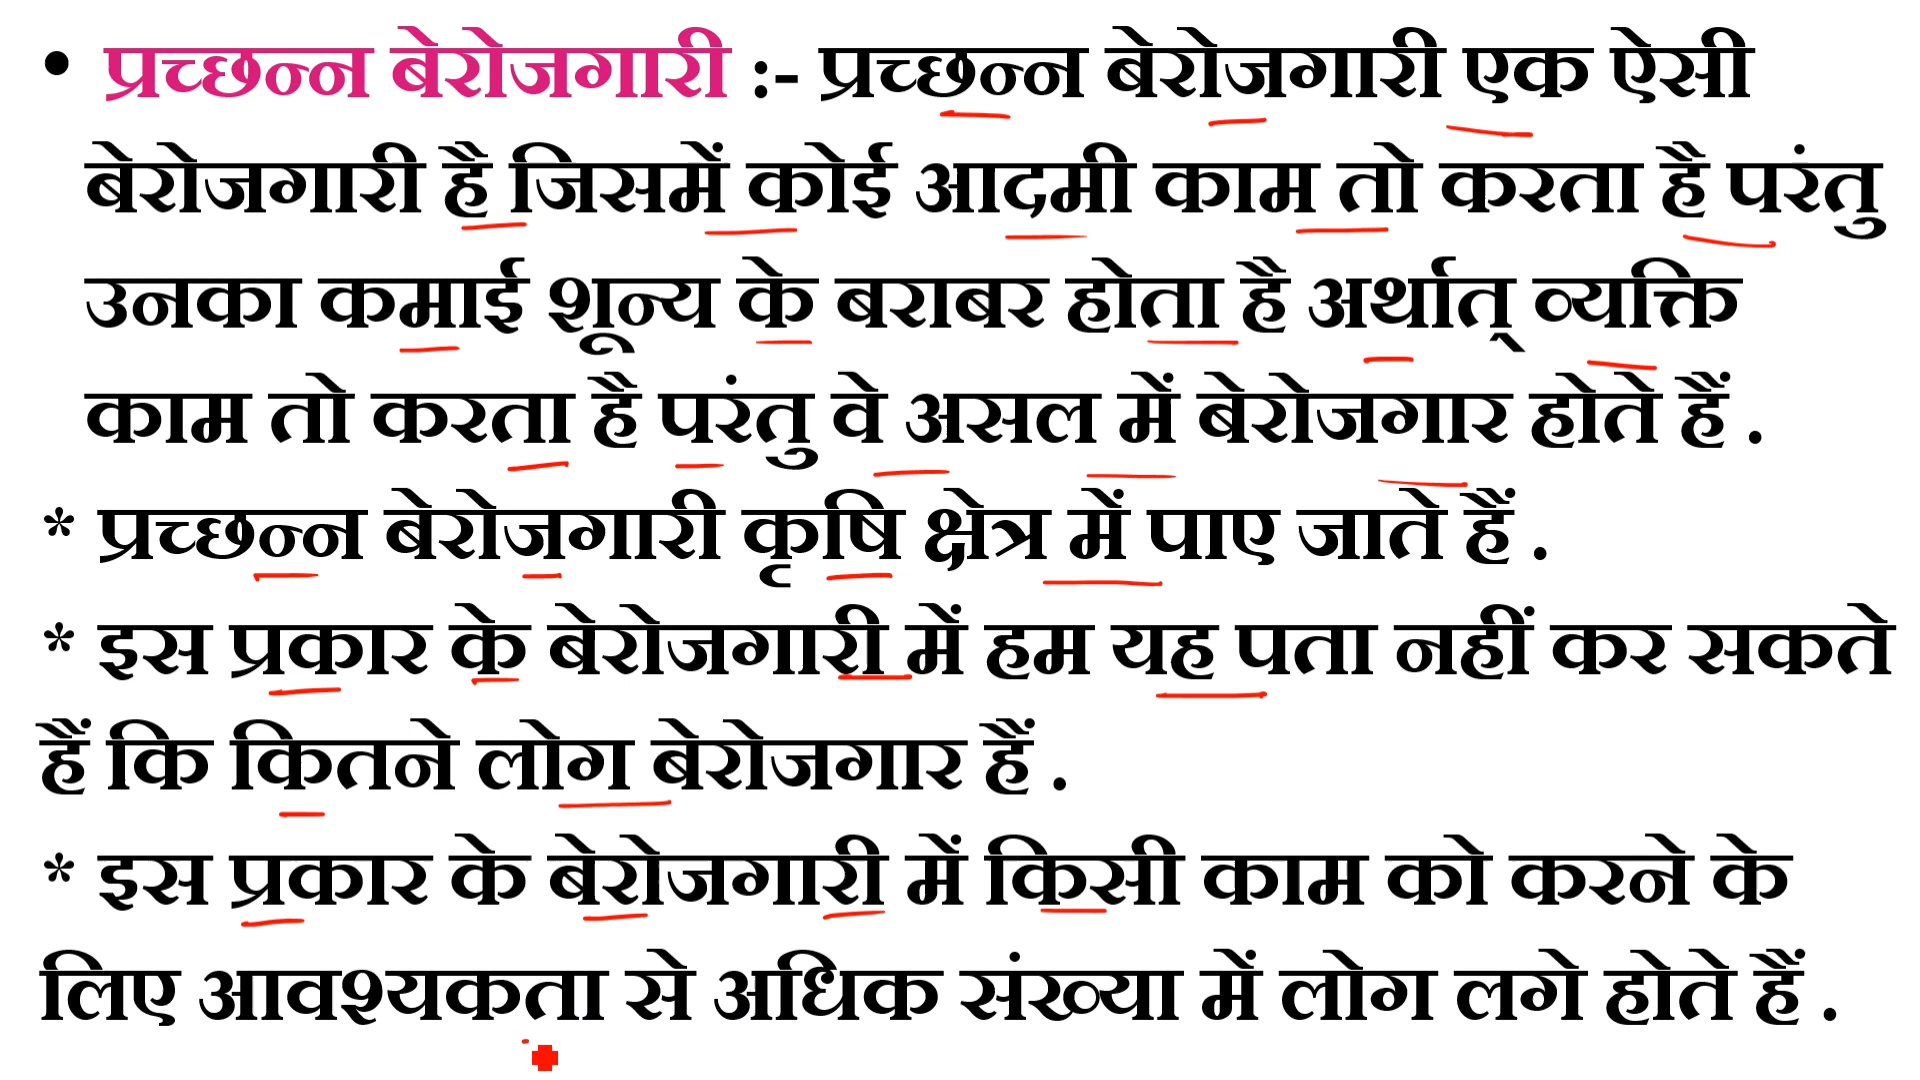 • प्रच्छन्न बेरोजगारी :- प्रच्छन्न बेरोजगारी एक ऐसी
बेरोजगारी है जिसमें कोई आदमी काम तो करता है परंतु
उनका कमाई शून्य के बराबर होता है अर्थात् व्यक्ति
काम तो करता है परंतु वे असल में बेरोजगार होते हैं .
* प्रच्छन्न बेरोजगारी कृषि क्षेत्र में पाए जाते हैं .
* इस प्रकार के बेरोजगारी में हम यह पता नहीं कर सकते
हैं कि कितने लोग बेरोजगार हैं .
* इस प्रकार के बेरोजगारी में किसी काम को करने के
लिए आवश्यकता से अधिक संख्या में लोग लगे होते हैं .